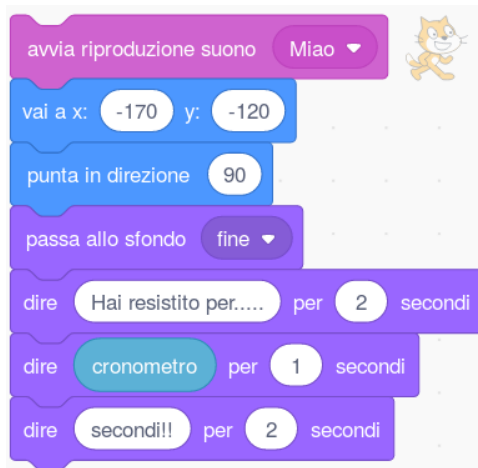 avvia riproduzione suono Miao
vai a x: -170 y: -120
punta in direzione 90
passa allo sfondo fine
dire Hai resistito per..... per 2 secondi
dire cronometro per 1 secondi
dire secondi!! per 2 secondi